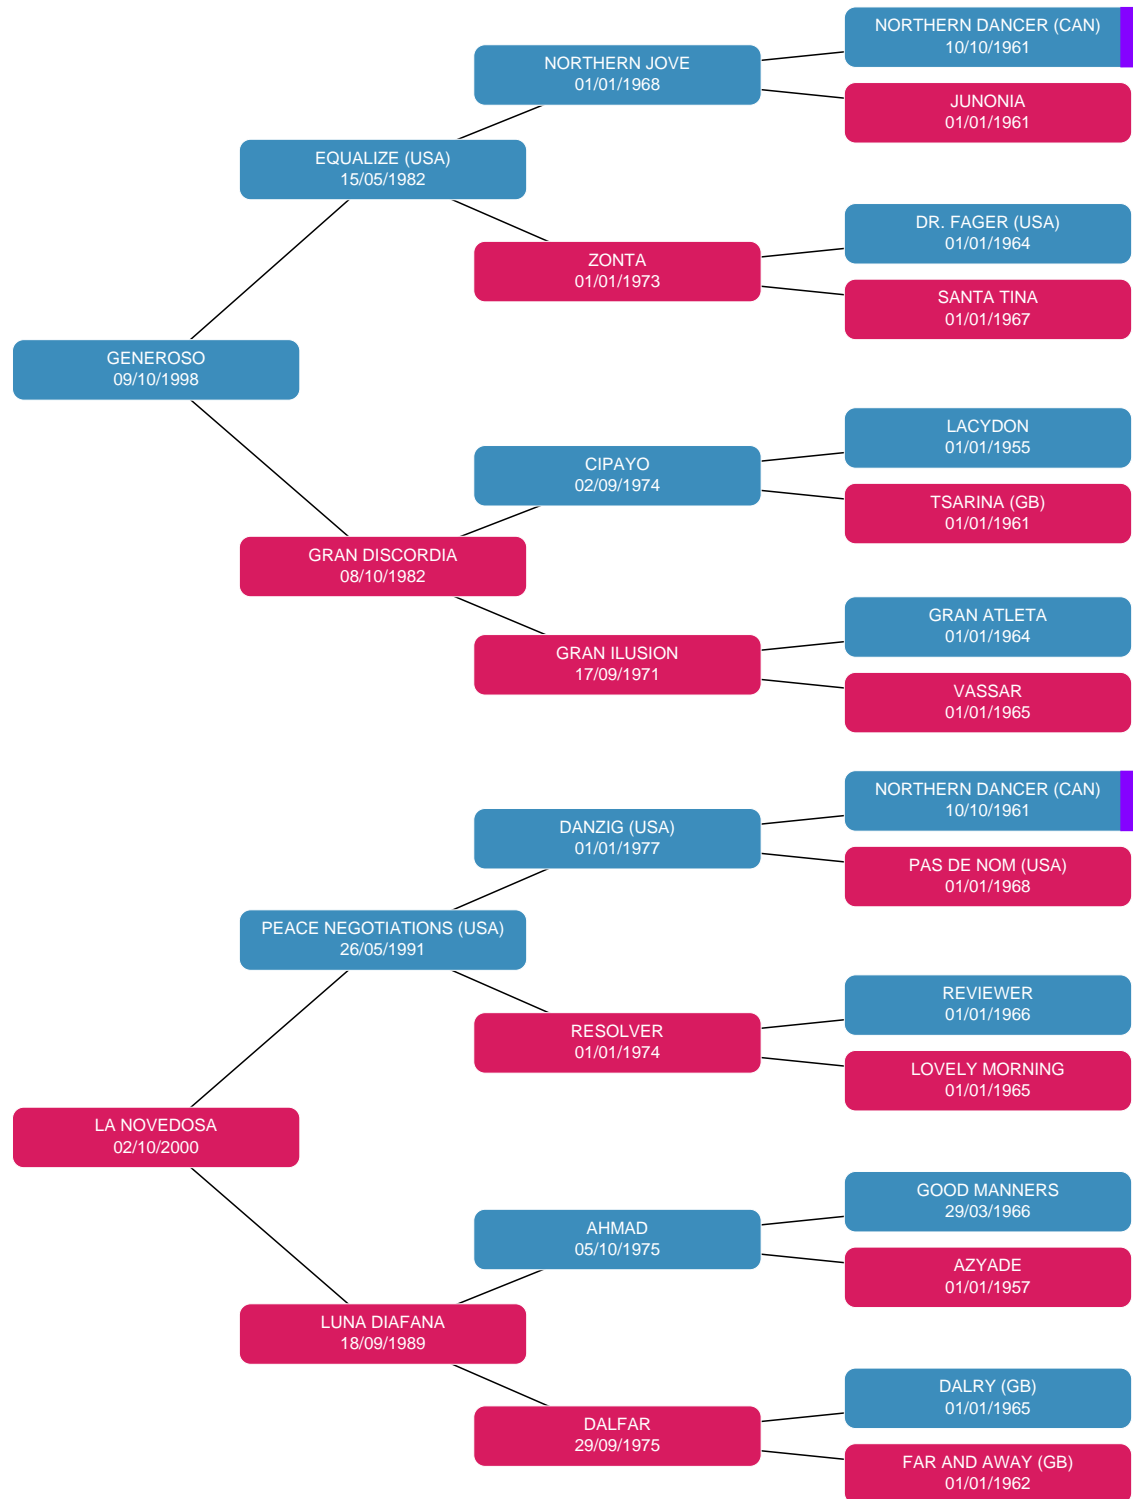 NORTHERN DANCER (CAN)
10/10/1961
NORTHERN JOVE
01/01/1968
JUNONIA
01/01/1961
EQUALIZE (USA)
15/05/1982
DR. FAGER (USA)
01/01/1964
ZONTA
01/01/1973
SANTA TINA
01/01/1967
GENEROSO
09/10/1998
LACYDON
01/01/1955
CIPAYO
02/09/1974
TSARINA (GB)
01/01/1961
GRAN DISCORDIA
08/10/1982
GRAN ATLETA
01/01/1964
GRAN ILUSION
17/09/1971
VASSAR
01/01/1965
NORTHERN DANCER (CAN)
10/10/1961
DANZIG (USA)
01/01/1977
PAS DE NOM (USA)
01/01/1968
PEACE NEGOTIATIONS (USA)
26/05/1991
REVIEWER
01/01/1966
RESOLVER
01/01/1974
LOVELY MORNING
01/01/1965
LA NOVEDOSA
02/10/2000
GOOD MANNERS
29/03/1966
AHMAD
05/10/1975
AZYADE
01/01/1957
LUNA DIAFANA
18/09/1989
DALRY (GB)
01/01/1965
DALFAR
29/09/1975
FAR AND AWAY (GB)
01/01/1962